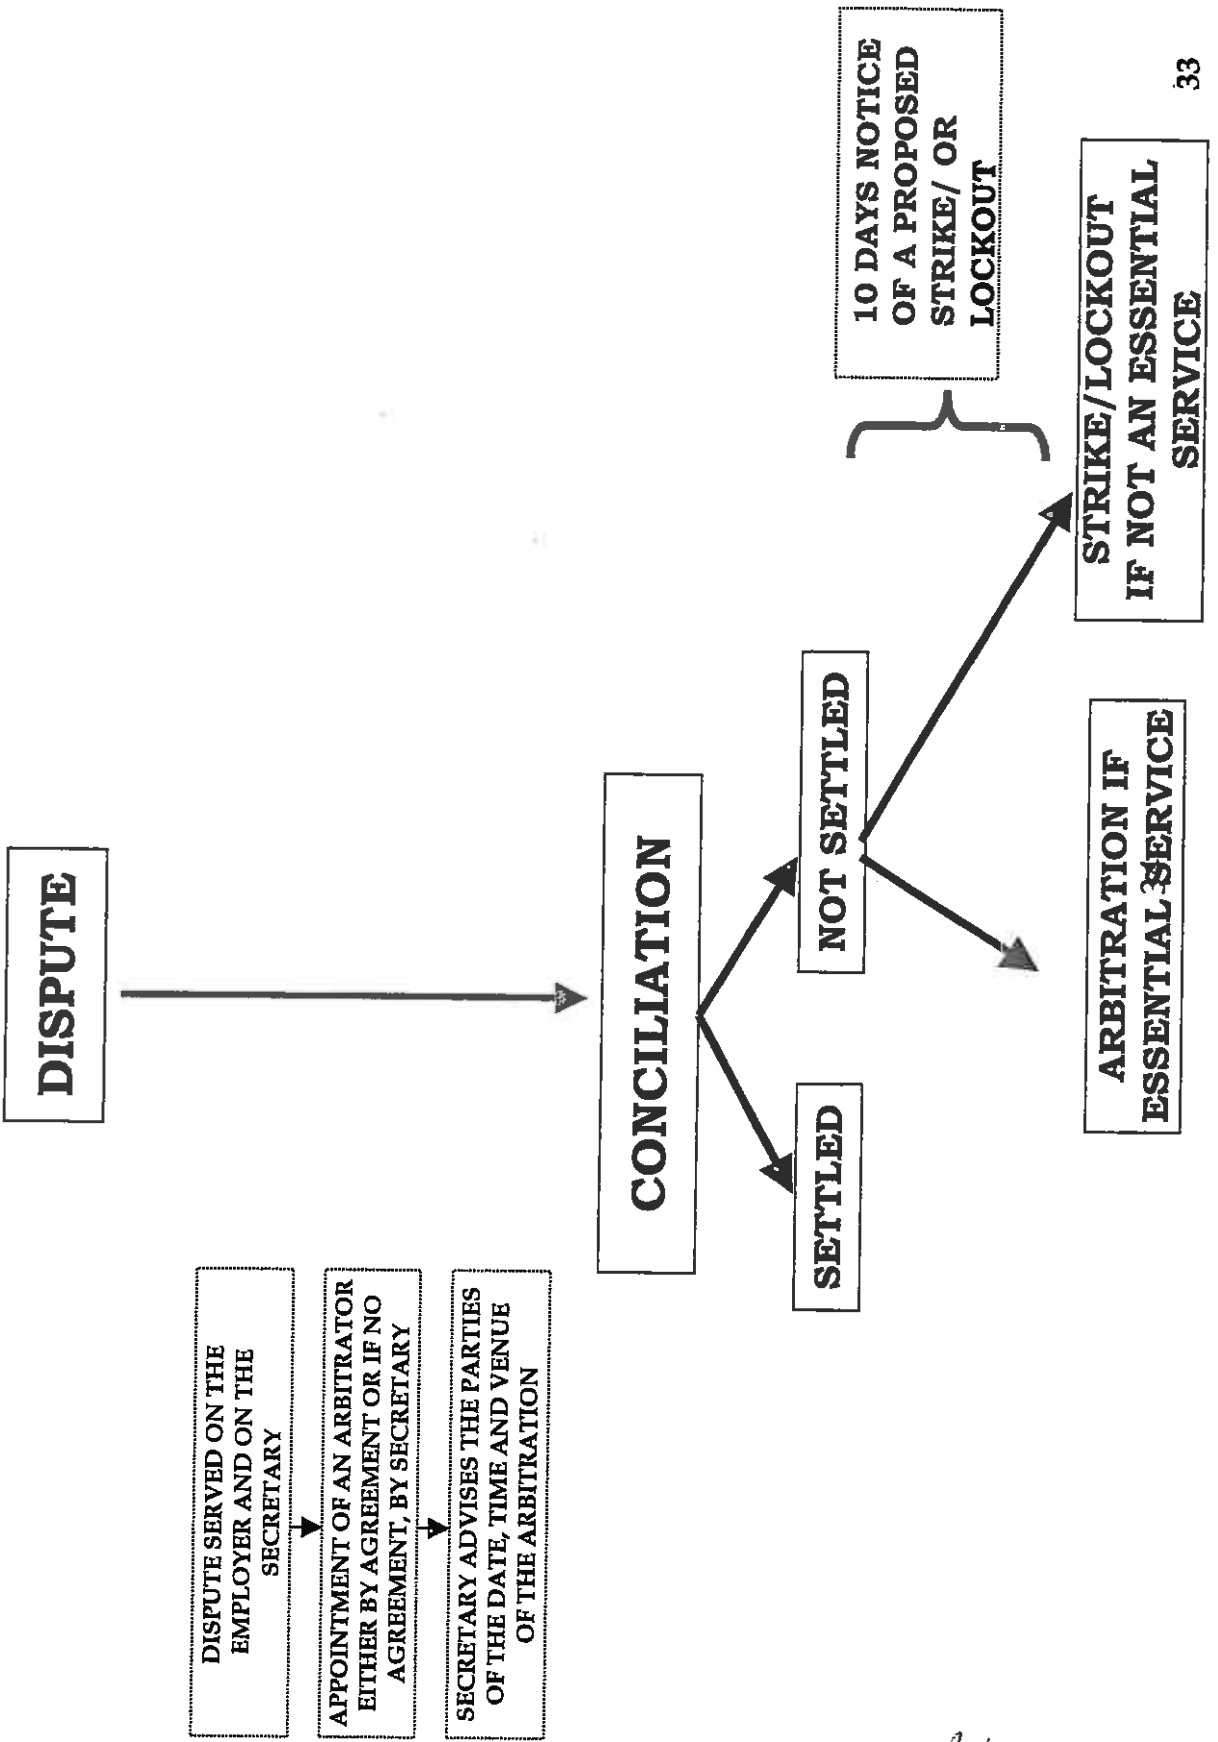 DISPUTE
DISPUTE SERVED ON THE
EMPLOYER AND ON THE
SECRETARY
APPOINTMENT OF AN ARBITRATOR
EITHER BY AGREEMENT OR IF NO
AGREEMENT, BY SECRETARY
SECRETARY ADVISES THE PARTIES
OF THE DATE, TIME AND VENUE
OF THE ARBITRATION
CONCILIATION
SETTLED
NOT SETTLED
10 DAYS NOTICE
OF A PROPOSED
STRIKE/ OR
LOCKOUT
ARBITRATION IF
ESSENTIAL SERVICE
STRIKE/LOCKOUT
IF NOT AN ESSENTIAL
SERVICE
33